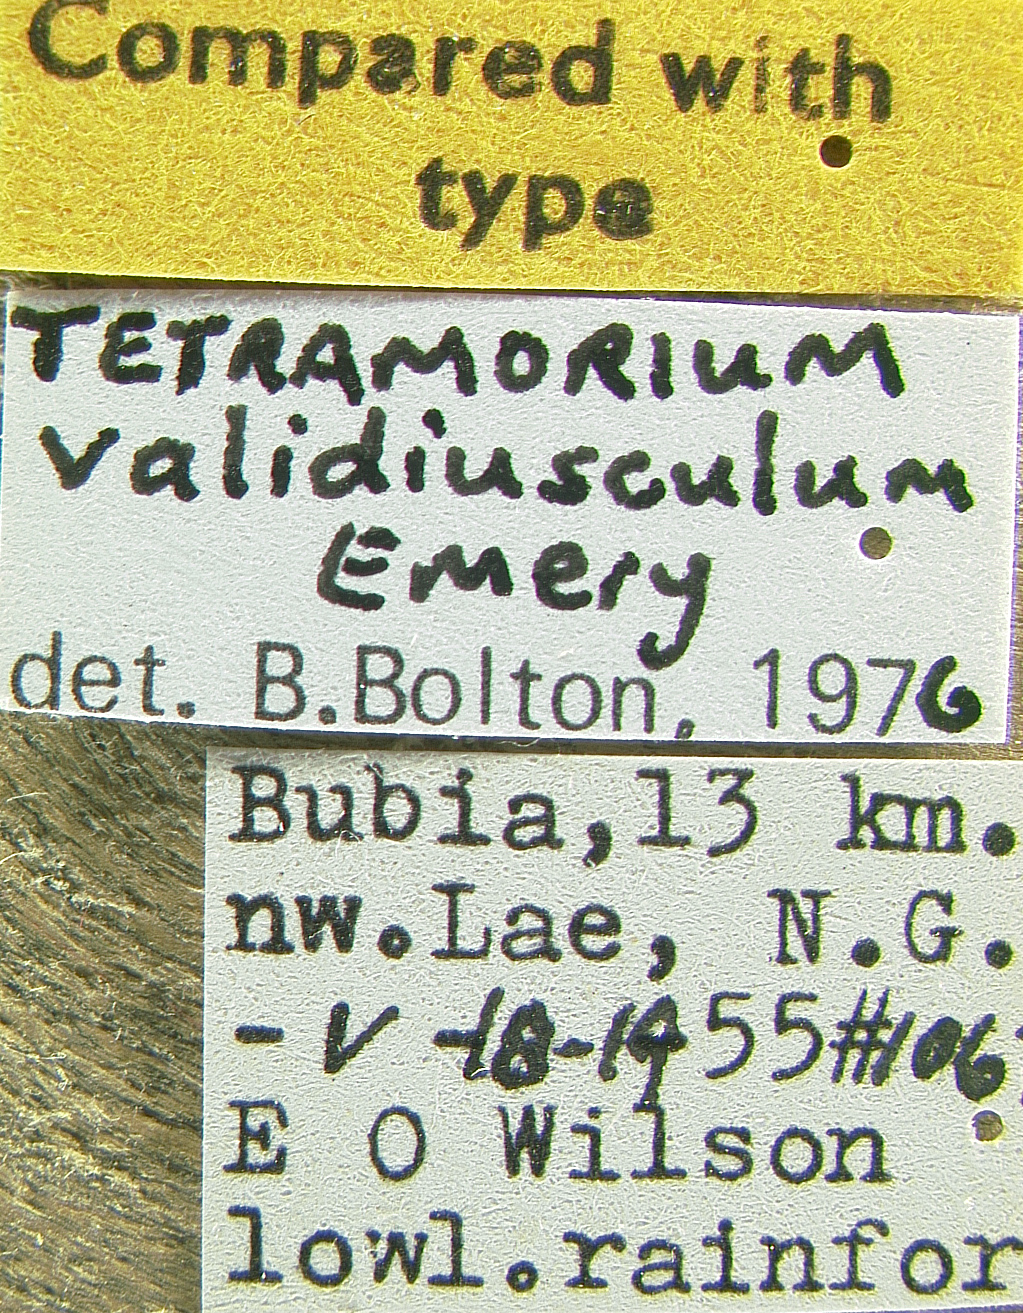 Compared with
type
TETRAMORIUM
validiusculum
Emery
det. B.Bolton, 1976
Bubia,13 km.
nw.Lae, N.G.
- V -18-1955 #106
E O Wilson
lowl.rainfor